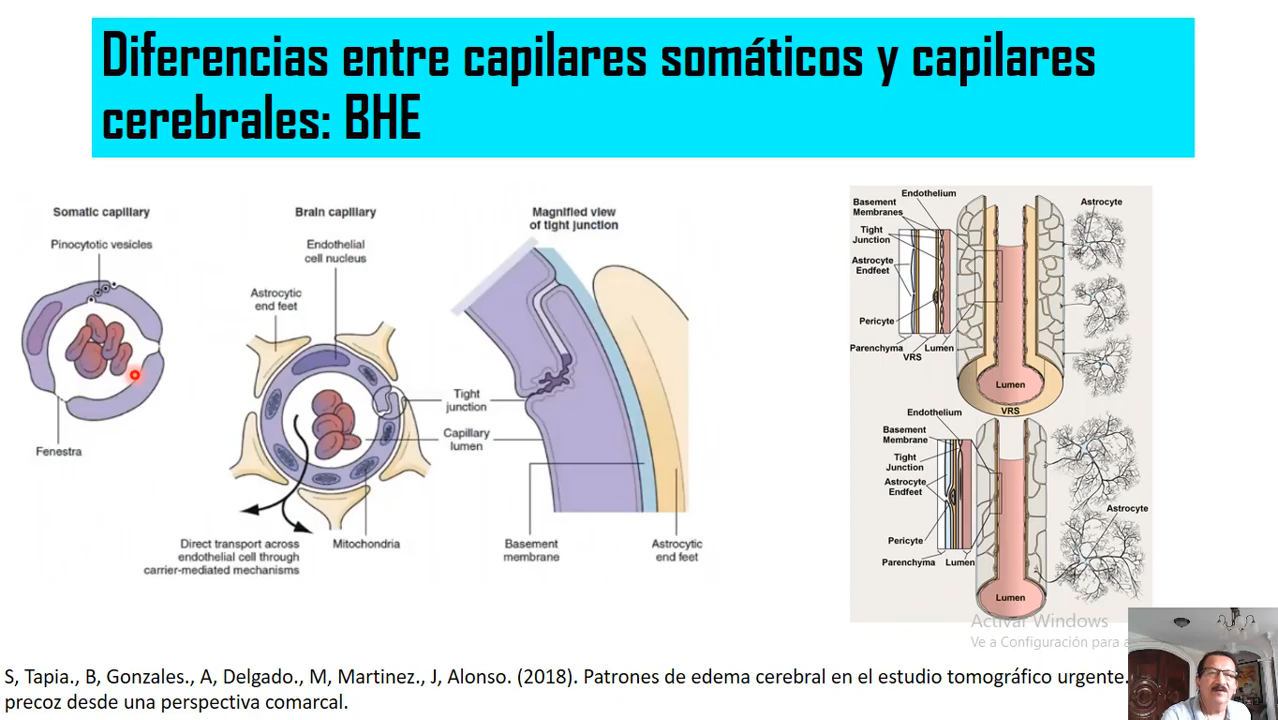 Diferencias entre capilares somáticos y capilares
cerebrales: BHE
Somatic capillary
Pinocytotic vesicles
Fenestra
Brain capillary
Endothelial
cell nucleus
Astrocytic
end feet
Tight
junction
Capillary
lumen
Direct transport across
endothelial cell through
carrier-mediated mechanisms
Mitochondria
Magnified view
of tight junction
Basement
membrane
Astrocytic
end feet
Endothelium
Basement
Membranes
Tight
Junction
Astrocyte
Endfeet
Pericyte
Parenchyma
VRS
Lumen
Astrocyte
Lumen
VRS
Endothelium
Basement
Membrane
Tight
Junction
Astrocyte
Endfeet
Pericyte
Parenchyma
Lumen
Astrocyte
Lumen
Activar Windows
Ve a Configuración para
S, Tapia., B, Gonzales., A, Delgado., M, Martinez., J, Alonso. (2018). Patrones de edema cerebral en el estudio tomográfico urgente.
precoz desde una perspectiva comarcal.